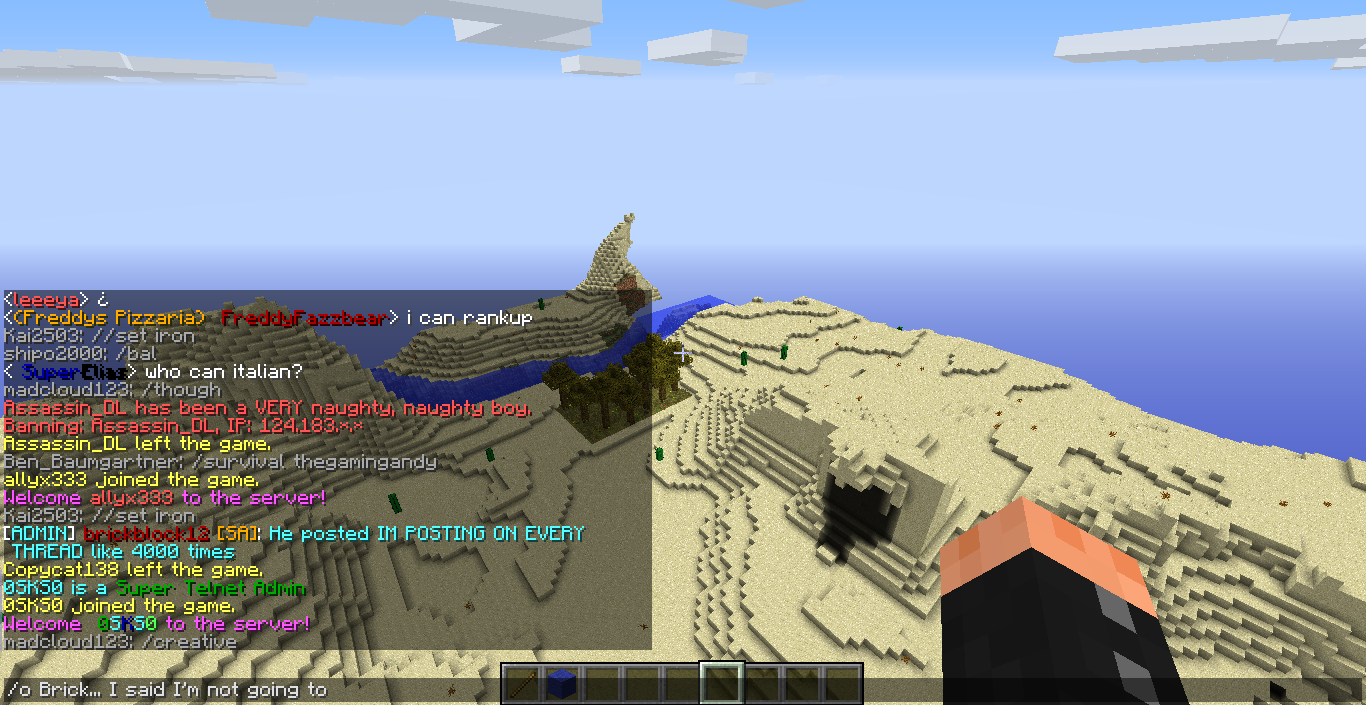 <leeeya> ¿
<(Freddys Pizzaria) FreddyFazzbear> i can rankup
Kai2503: //set iron
shipo2000: /bal
< SuperElias> who can italian?
madcloud123: /though
Assassin_DL has been a VERY naughty, naughty boy.
Banning: Assassin_DL, IP: 124.183.*.*
Assassin_DL left the game.
Ben_Baumgartner: /survival thegamingandy
allyx333 joined the game.
Welcome allyx333 to the server!
Kai2503: //set iron
[ADMIN] brickblock12 [SA]: He posted IM POSTING ON EVERY
THREAD like 4000 times
Copycat138 left the game.
0SK50 is a Super Telnet Admin
0SK50 joined the game.
Welcome 0SK50 to the server!
madcloud123: /creative
/o Brick... I said I'm not going to